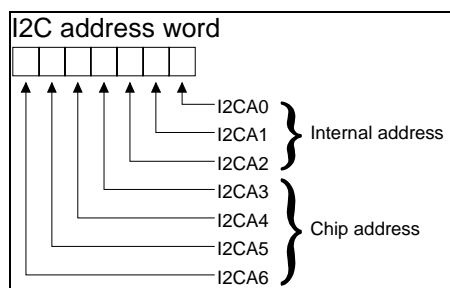 I2C address word
I2CA0
I2CA1
Internal address
I2CA2
I2CA3
I2CA4
Chip address
I2CA5
I2CA6